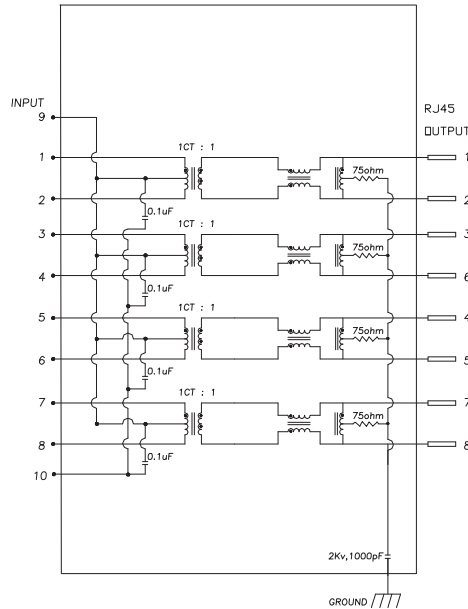 INPUT
RJ45
OUTPUT
9
1CT : 1
1
75ohm
1
2
2
0.1uF
1CT : 1
3
75ohm
3
4
6
0.1uF
1CT : 1
5
75ohm
4
6
5
0.1uF
1CT : 1
7
75ohm
7
8
8
0.1uF
10
2Kv,1000pF
GROUND